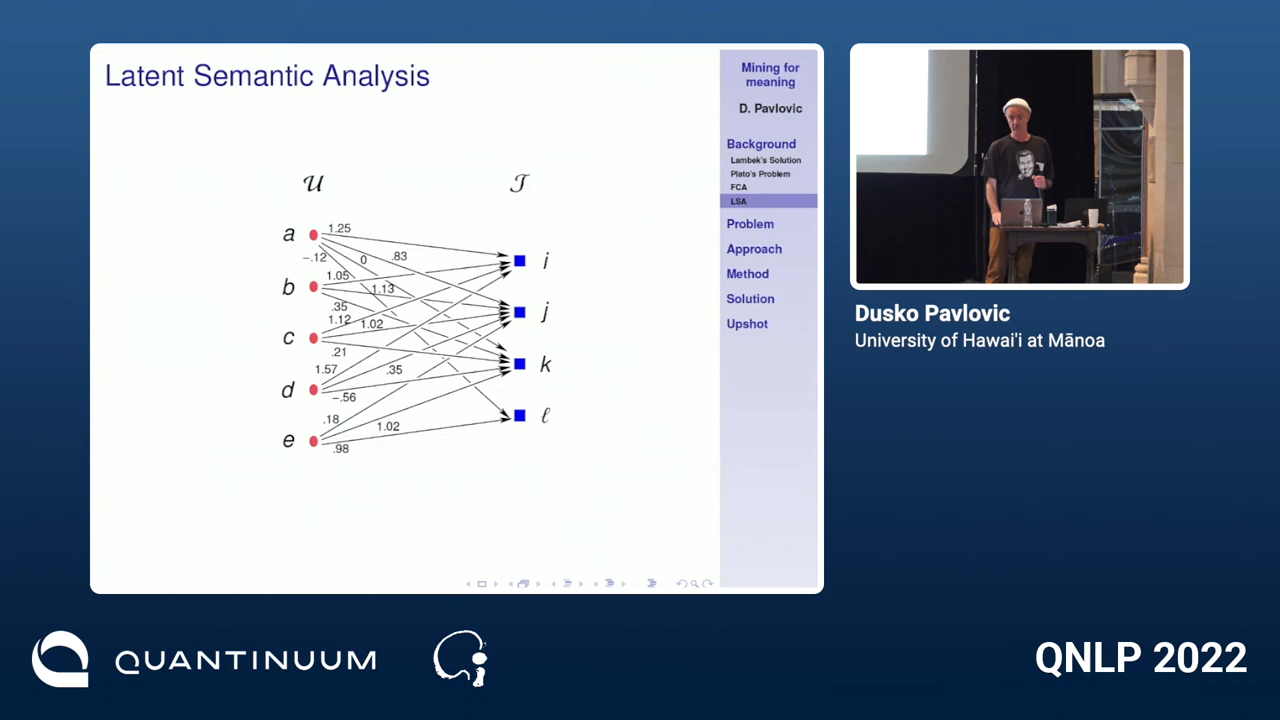 Latent Semantic Analysis
𝒰
𝒯
a
b
c
d
e
1.25
−.12
0
.83
1.05
1.13
.35
1.12
1.02
.21
1.57
.35
−.56
.18
1.02
.98
i
j
k
ℓ
Mining for
meaning
D. Pavlovic
Background
Lambek's Solution
Plato's Problem
FCA
LSA
Problem
Approach
Method
Solution
Upshot
Dusko Pavlovic
University of Hawai'i at Mānoa
QUANTINUUM
QNLP 2022